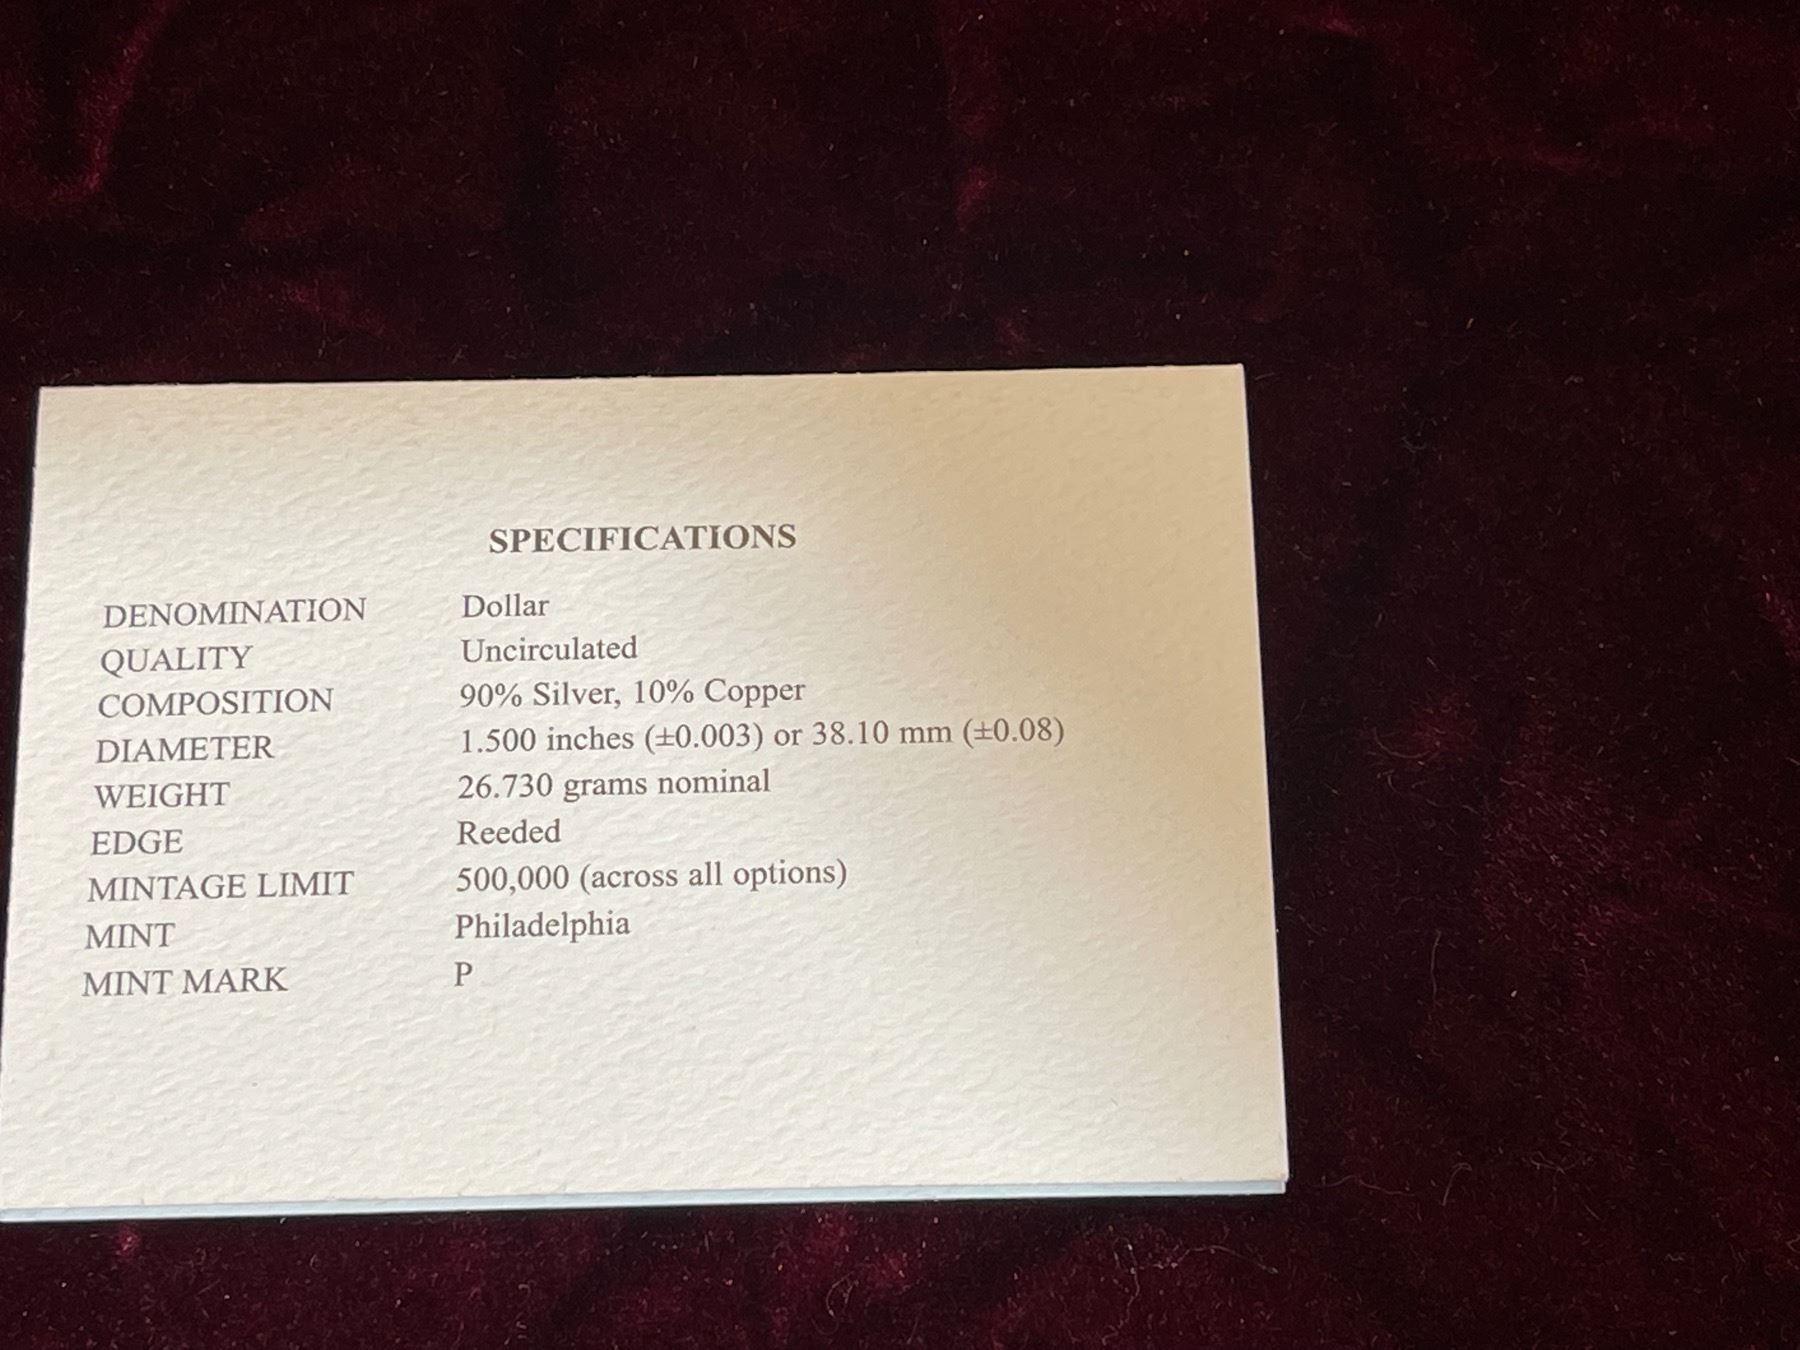 SPECIFICATIONS
DENOMINATION Dollar
QUALITY Uncirculated
COMPOSITION 90% Silver, 10% Copper
DIAMETER 1.500 inches (±0.003) or 38.10 mm (±0.08)
WEIGHT 26.730 grams nominal
EDGE Reeded
MINTAGE LIMIT 500,000 (across all options)
MINT Philadelphia
MINT MARK P